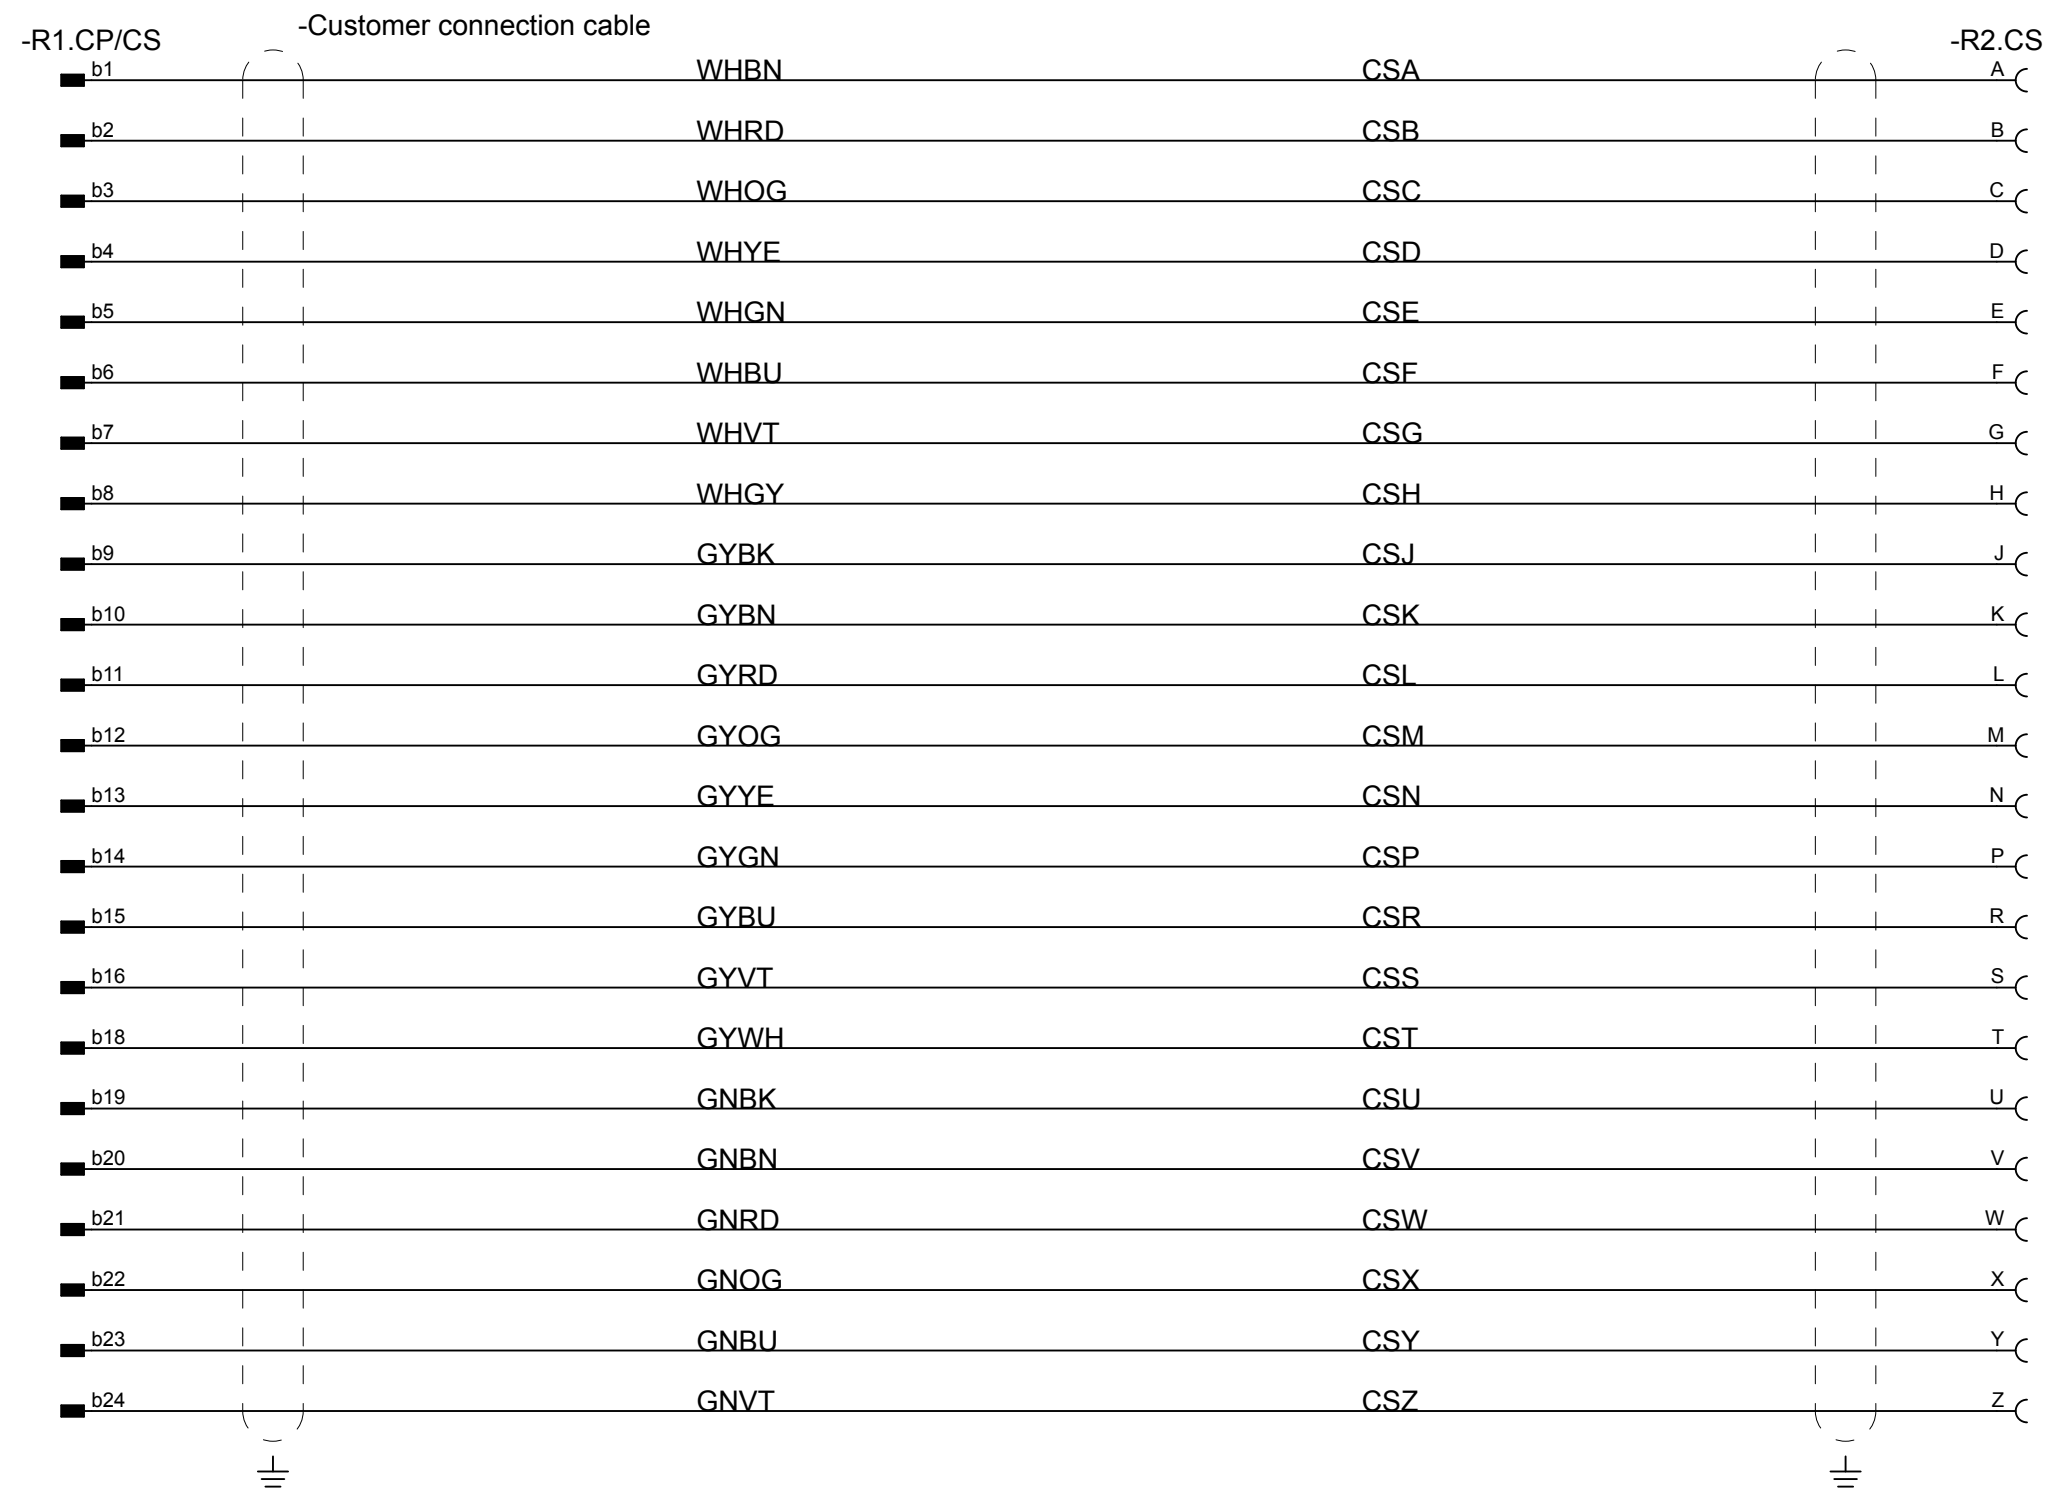 -Customer connection cable
-R1.CP/CS -R2.CS
b1 WHBN CSA A
b2 WHRD CSB B
b3 WHOG CSC C
b4 WHYE CSD D
b5 WHGN CSE E
b6 WHBU CSF F
b7 WHVT CSG G
b8 WHGY CSH H
b9 GYBK CSJ J
b10 GYBN CSK K
b11 GYRD CSL L
b12 GYOG CSM M
b13 GYYE CSN N
b14 GYGN CSP P
b15 GYBU CSR R
b16 GYVT CSS S
b18 GYWH CST T
b19 GNBK CSU U
b20 GNBN CSV V
b21 GNRD CSW W
b22 GNOG CSX X
b23 GNBU CSY Y
b24 GNVT CSZ Z